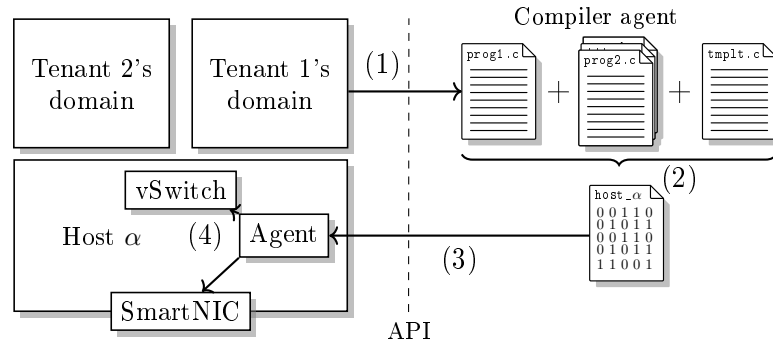 Compiler agent
Tenant 2's
domain
Tenant 1's
domain
(1)
prog1.c
+
prog2.c
+
tmplt.c
(2)
Host α
vSwitch
(4)
Agent
SmartNIC
(3)
host_α
0 0 1 1 0
0 1 0 1 1
0 0 1 1 0
0 1 0 1 1
1 1 0 0 1
API